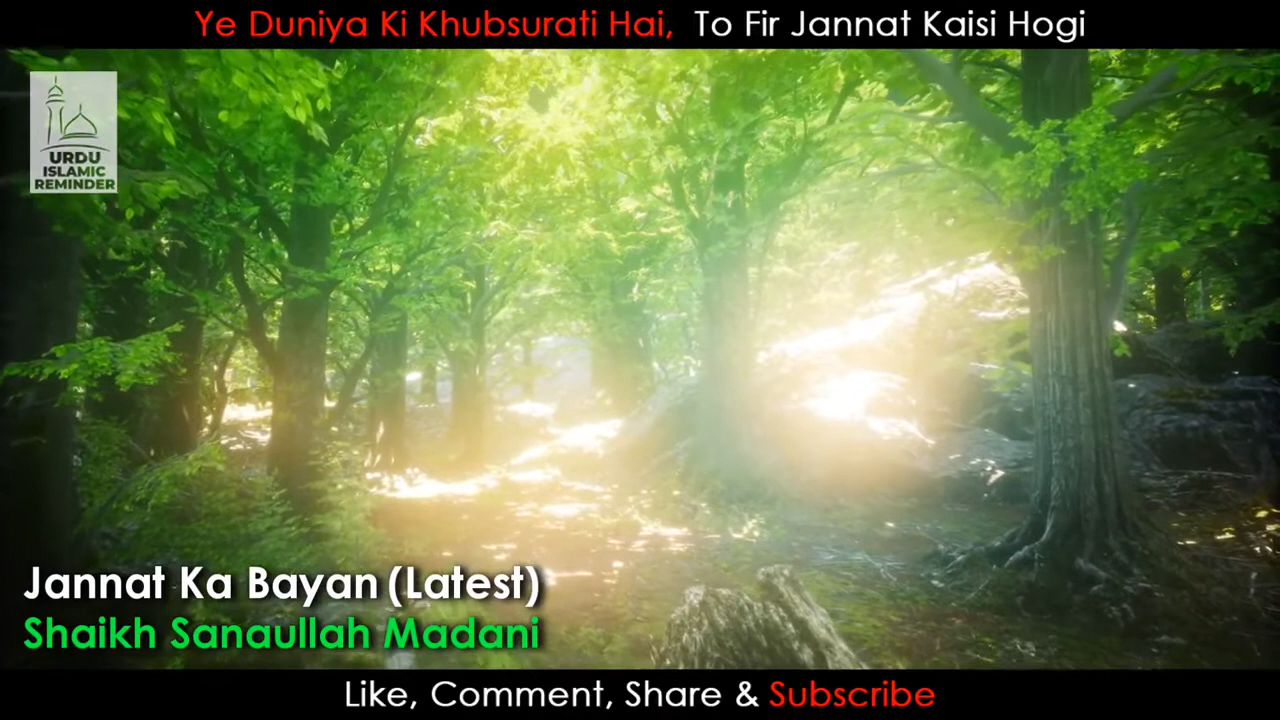 Ye Duniya Ki Khubsurati Hai, To Fir Jannat Kaisi Hogi
URDU
ISLAMIC
REMINDER
Jannat Ka Bayan (Latest)
Shaikh Sanaullah Madani
Like, Comment, Share & Subscribe